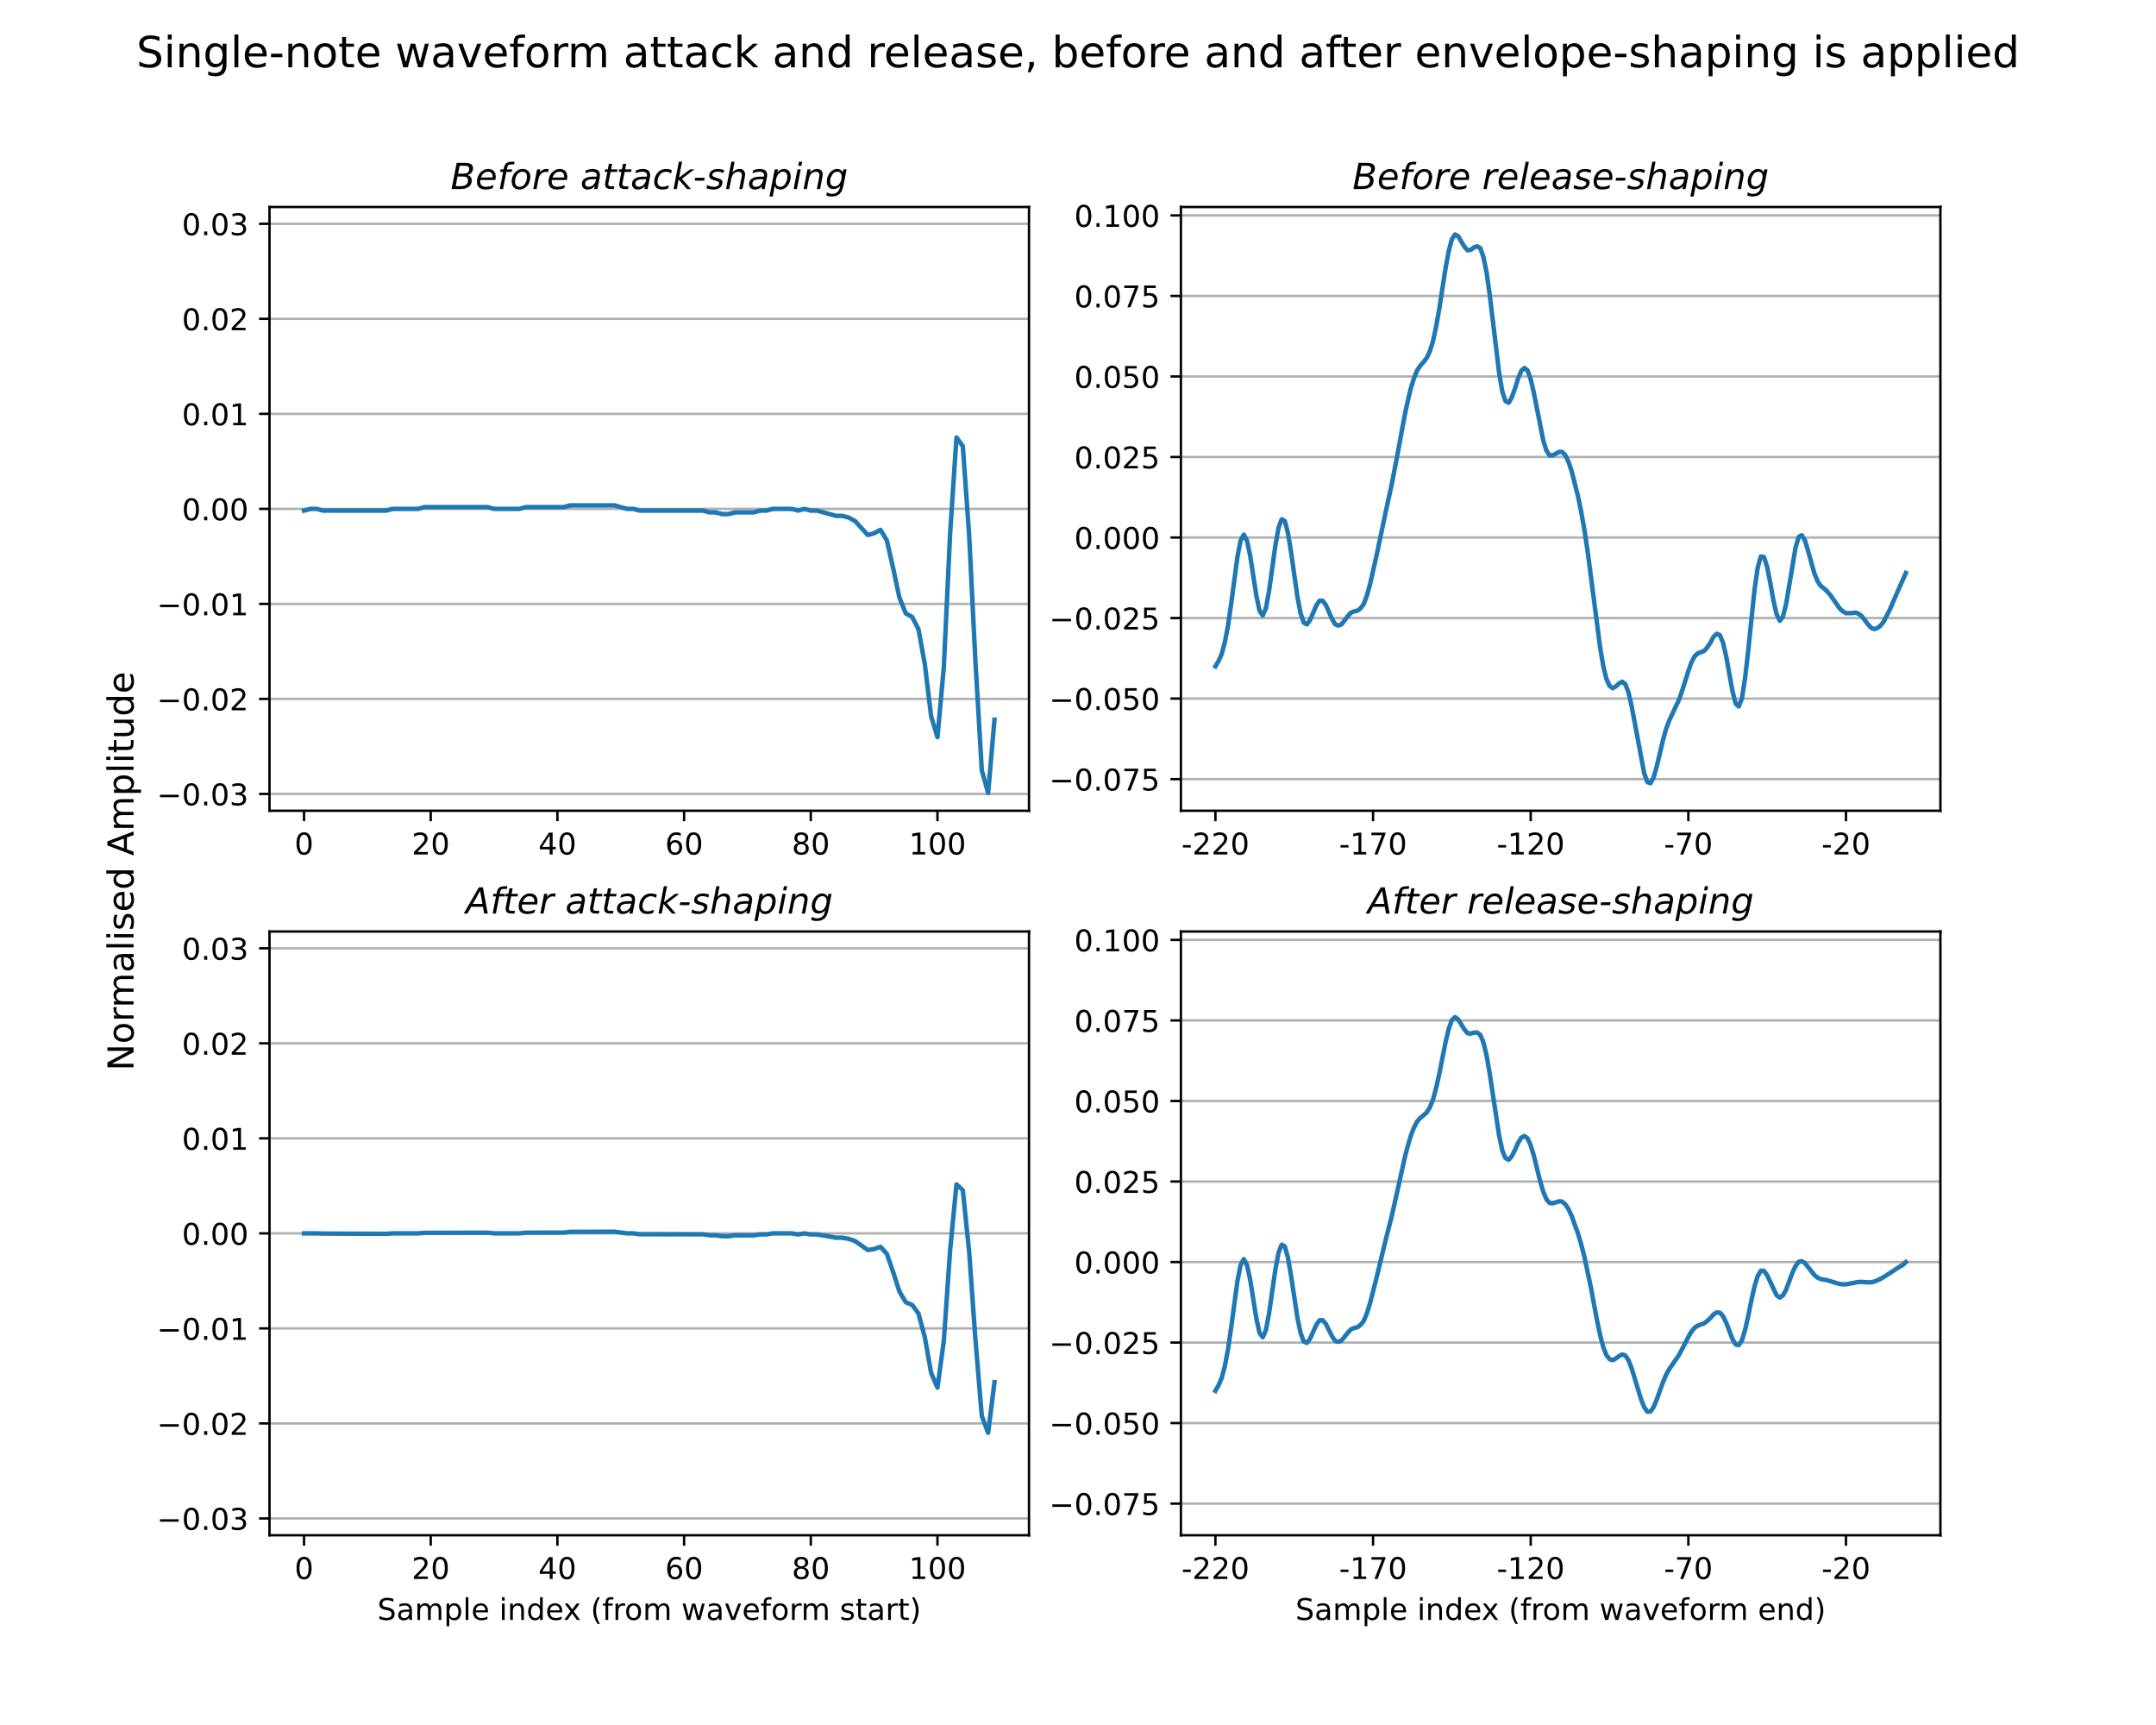 Single-note waveform attack and release, before and after envelope-shaping is applied
Normalised Amplitude
Before attack-shaping
0.03
0.02
0.01
0.00
−0.01
−0.02
−0.03
0 20 40 60 80 100
Before release-shaping
0.100
0.075
0.050
0.025
0.000
−0.025
−0.050
−0.075
-220 -170 -120 -70 -20
After attack-shaping
0.03
0.02
0.01
0.00
−0.01
−0.02
−0.03
0 20 40 60 80 100
Sample index (from waveform start)
After release-shaping
0.100
0.075
0.050
0.025
0.000
−0.025
−0.050
−0.075
-220 -170 -120 -70 -20
Sample index (from waveform end)